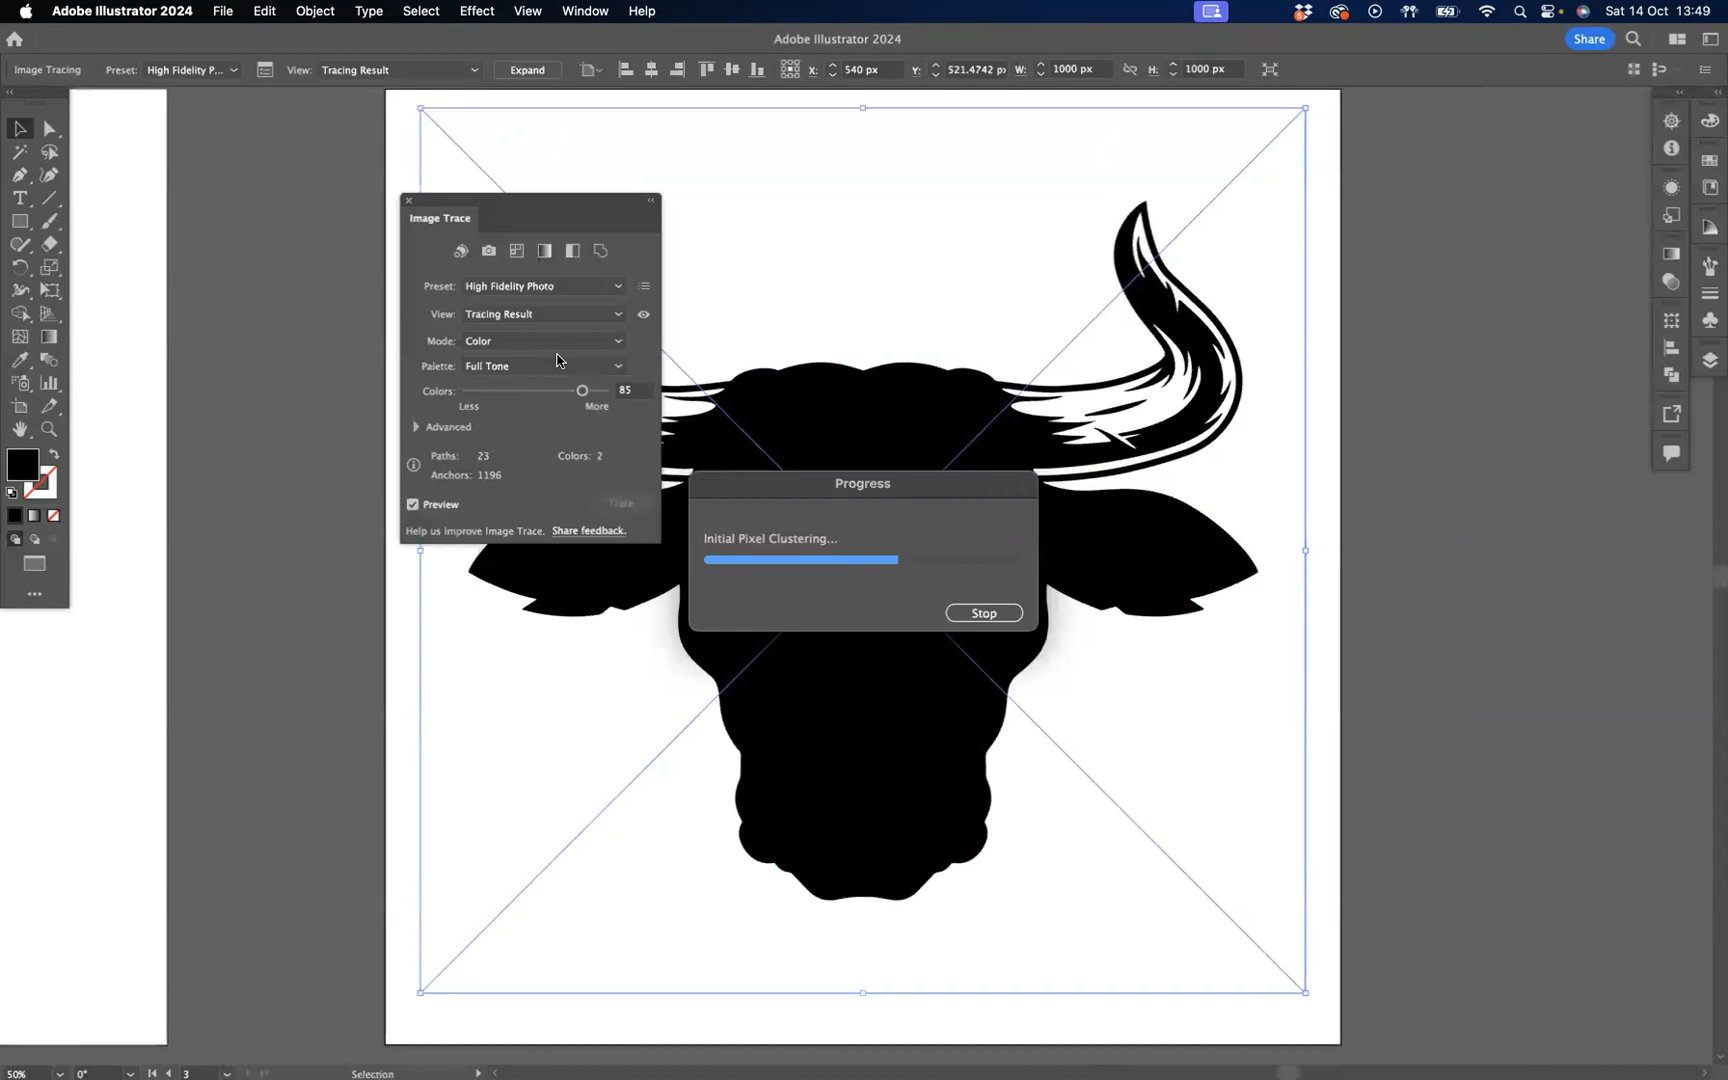 Adobe Illustrator 2024 File Edit Object Type Select Effect View Window Help Sat 14 Oct 13:49
Adobe Illustrator 2024 Share
Image Tracing Preset: High Fidelity P... View: Tracing Result Expand X: 540 px Y: 521.4742 p W: 1000 px H: 1000 px
Image Trace
Preset: High Fidelity Photo
View: Tracing Result
Mode: Color
Palette: Full Tone
Colors: 85
Less More
Advanced
Paths: 23 Colors: 2
Anchors: 1196
Preview Trace
Help us improve Image Trace. Share feedback.
Progress
Initial Pixel Clustering...
Stop
50% 0° 3 Selection